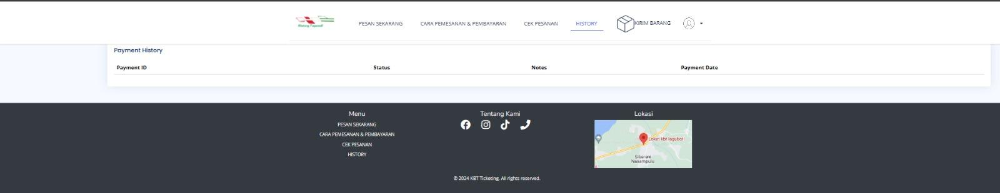 PESAN SEKARANG CARA PEMESANAN & PEMBAYARAN CEK PESANAN HISTORY KIRIM BARANG
Payment History
Payment ID Status Notes Payment Date
Menu Tentang Kami Lokasi
PESAN SEKARANG
CARA PEMESANAN & PEMBAYARAN
CEK PESANAN
HISTORY
Loket kbt laguboti
Sibarani
Nasampulu
© 2024 KBT Ticketing. All rights reserved.